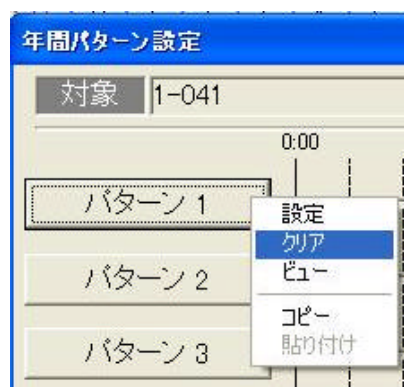 年間パターン設定
対象 1-041
0:00
パターン 1
設定
クリア
ビュー
パターン 2
コピー
貼り付け
パターン 3